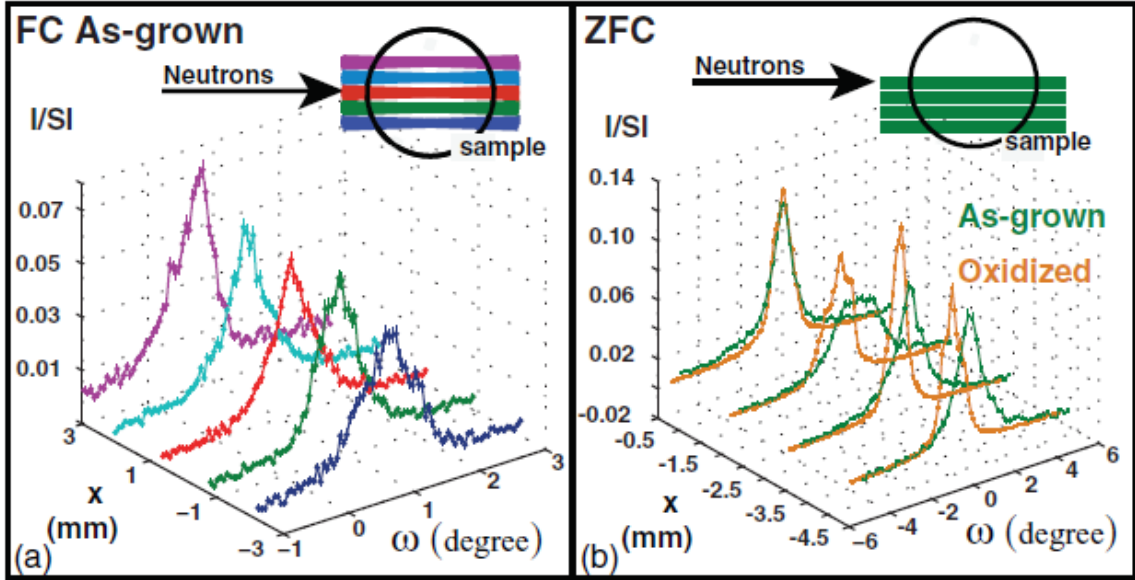 FC As-grown
Neutrons
sample
I/SI
0.07
0.05
0.03
0.01
3
1
−1
−3
x
(mm)
−1
0
1
2
3
ω (degree)
(a)
ZFC
Neutrons
sample
I/SI
0.14
0.10
0.06
0.02
-0.02
As-grown
Oxidized
-0.5
-1.5
-2.5
-3.5
-4.5
x
(mm)
−6
-4
-2
0
2
4
6
ω (degree)
(b)